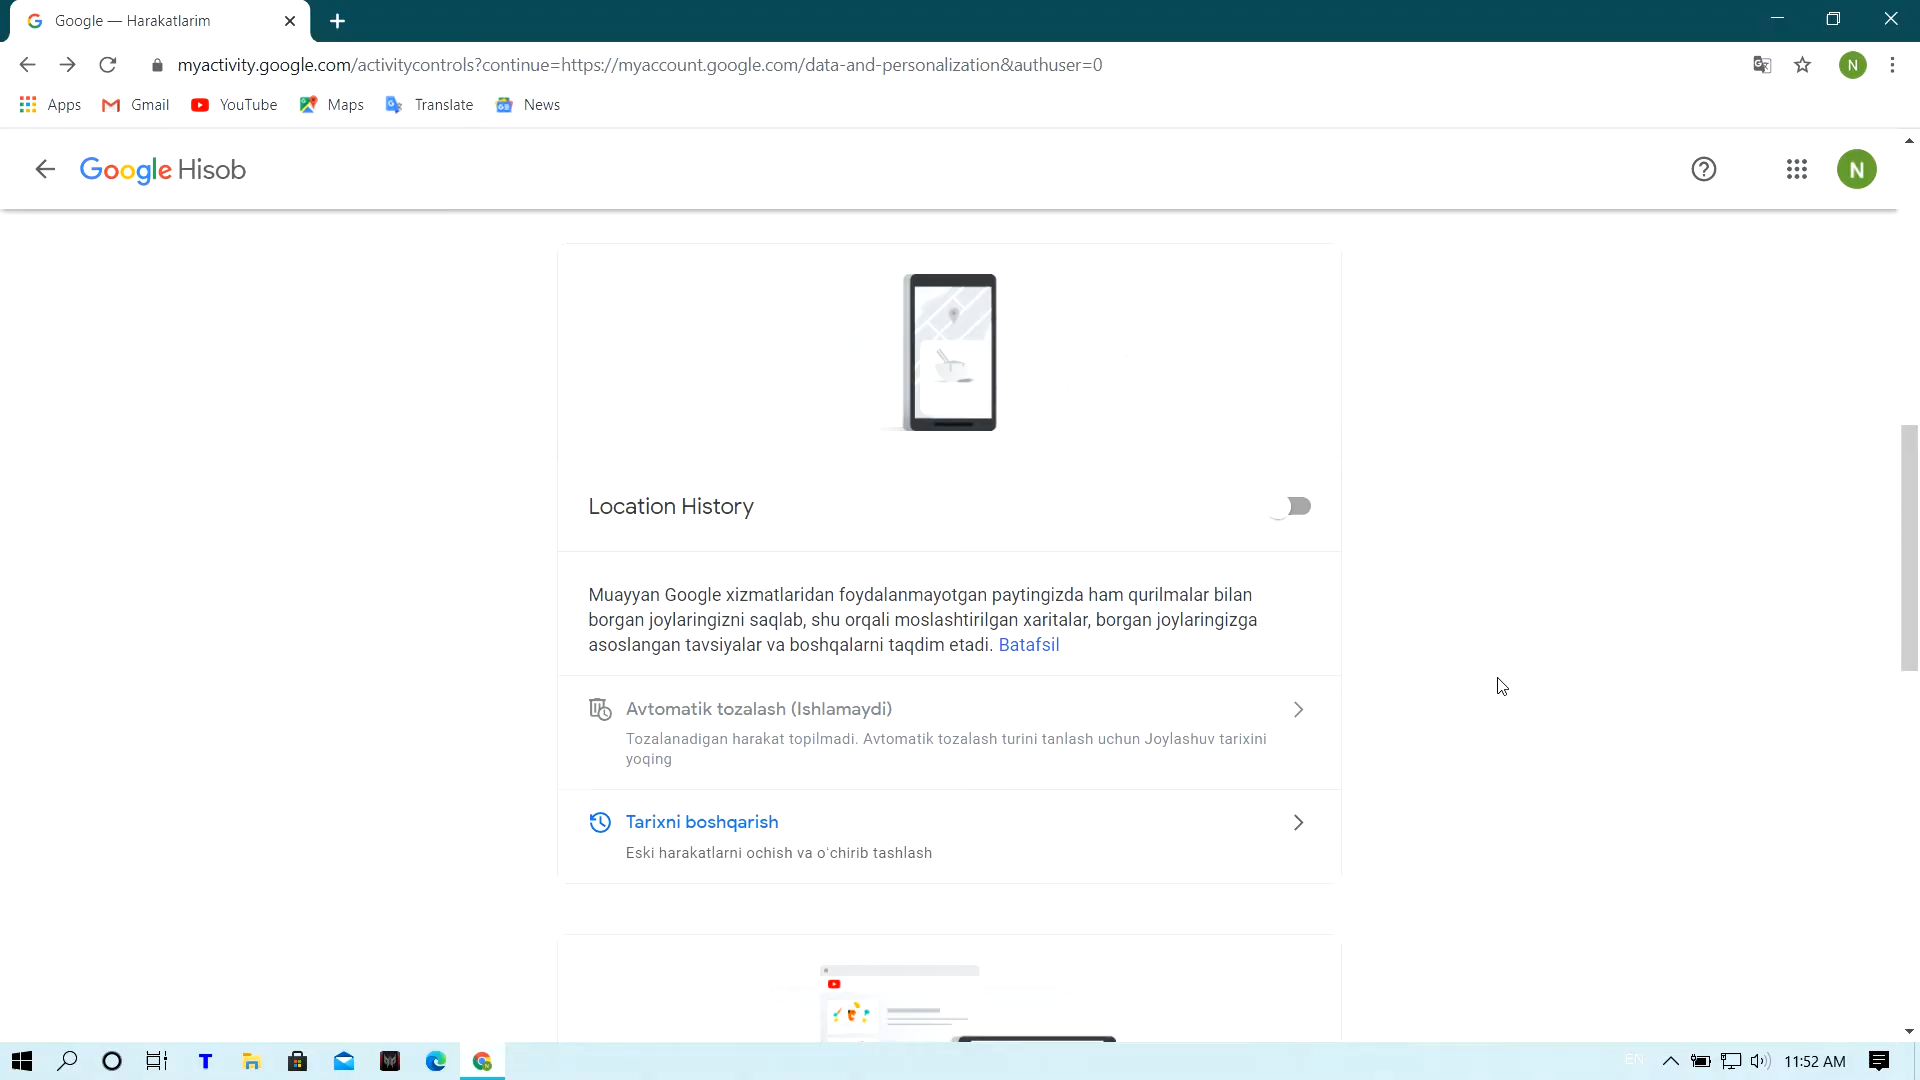 Google — Harakatlarim
myactivity.google.com/activitycontrols?continue=https://myaccount.google.com/data-and-personalization&authuser=0
N
Apps Gmail YouTube Maps Translate News
Google Hisob
N
Location History
Muayyan Google xizmatlaridan foydalanmayotgan paytingizda ham qurilmalar bilan
borgan joylaringizni saqlab, shu orqali moslashtirilgan xaritalar, borgan joylaringizga
asoslangan tavsiyalar va boshqalarni taqdim etadi. Batafsil
Avtomatik tozalash (Ishlamaydi)
Tozalanadigan harakat topilmadi. Avtomatik tozalash turini tanlash uchun Joylashuv tarixini
yoqing
Tarixni boshqarish
Eski harakatlarni ochish va oʻchirib tashlash
T
EN 11:52 AM